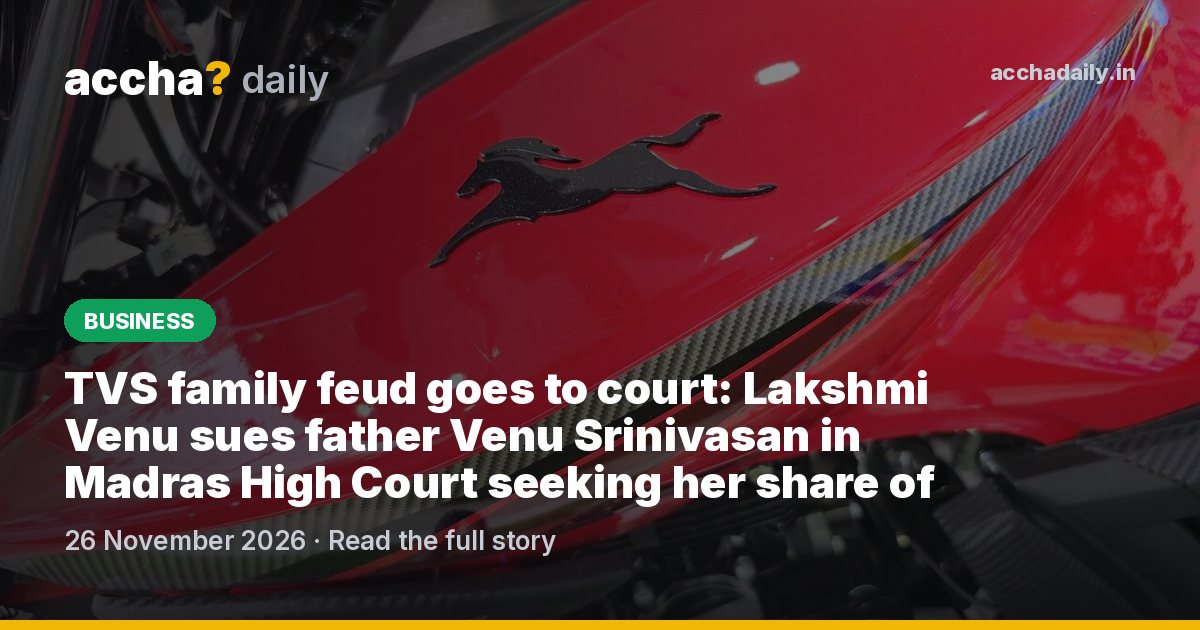 accha? daily
acchadaily.in
BUSINESS
TVS family feud goes to court: Lakshmi
Venu sues father Venu Srinivasan in
Madras High Court seeking her share of
26 November 2026 · Read the full story